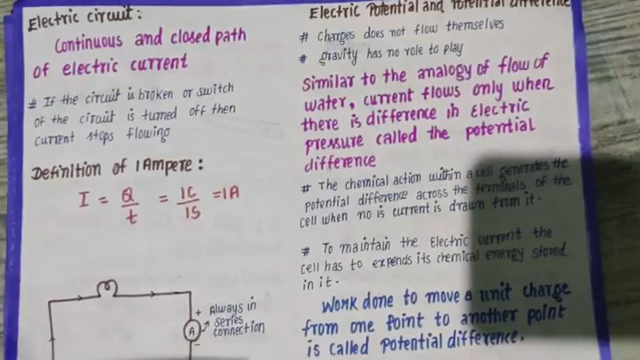 Electric circuit:
Continuous and closed path
of electric current
# If the circuit is broken or switch
of the circuit is turned off then
current stops flowing
Definition of 1 Ampere:
I = Q/t = 1C/1S = 1A
+ Always in
series
connection
A
-
Electric Potential and Potential difference
# Charges does not flow themselves
# gravity has no role to play
Similar to the analogy of flow of
water, current flows only when
there is difference in Electric
pressure called the potential
difference
# The chemical action within a cell generates the
potential difference across the terminals of the
cell when no is current is drawn from it.
# To maintain the Electric current the
cell has to expends its chemical energy stored
in it.
Work done to move a unit charge
from one point to another point
is called Potential difference.